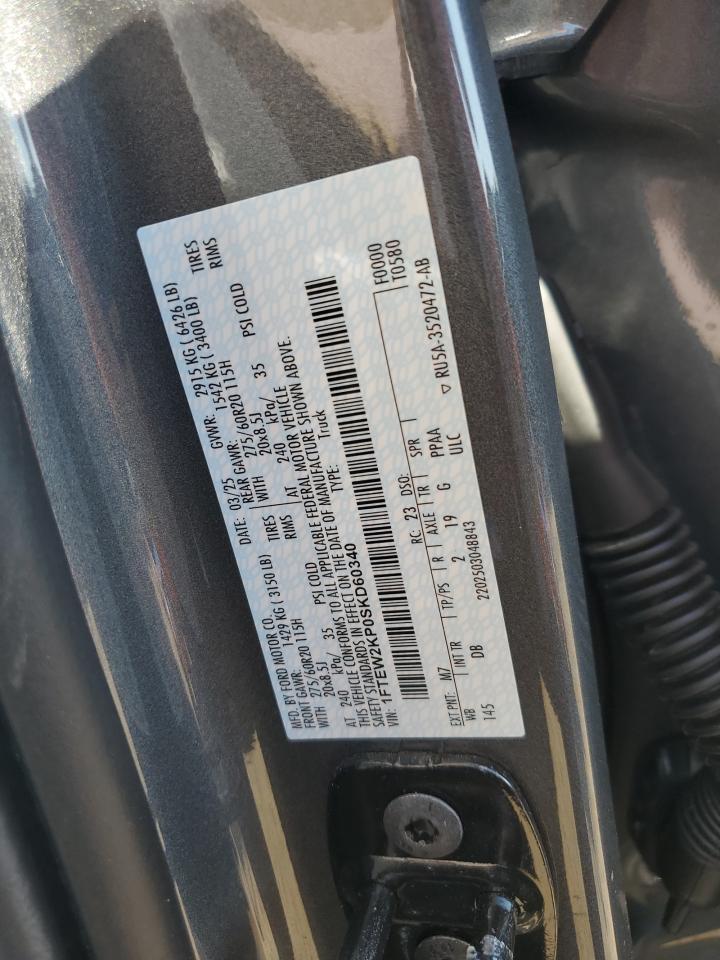 MFD. BY FORD MOTOR CO.
DATE: 03/25 GVWR: 2915 KG ( 6426 LB)
FRONT GAWR: 1429 KG ( 3150 LB) REAR GAWR: 1542 KG ( 3400 LB)
275/60R20 115H TIRES 275/60R20 115H TIRES
WITH 20x8.5J RIMS WITH 20x8.5J RIMS
AT 240 kPa/ 35 PSI COLD AT 240 kPa/ 35 PSI COLD
THIS VEHICLE CONFORMS TO ALL APPLICABLE FEDERAL MOTOR VEHICLE
SAFETY STANDARDS IN EFFECT ON THE DATE OF MANUFACTURE SHOWN ABOVE.
VIN: 1FTEW2KP0SKD60340 TYPE: Truck
F0000
T0580
EXT PNT: M7 RC: 23 DSO:
WB INT TR TP/PS R AXLE TR SPR
145 DB 2 19 G PPAA
ULC
2202503048843 ▽ RU5A-3520472-AB